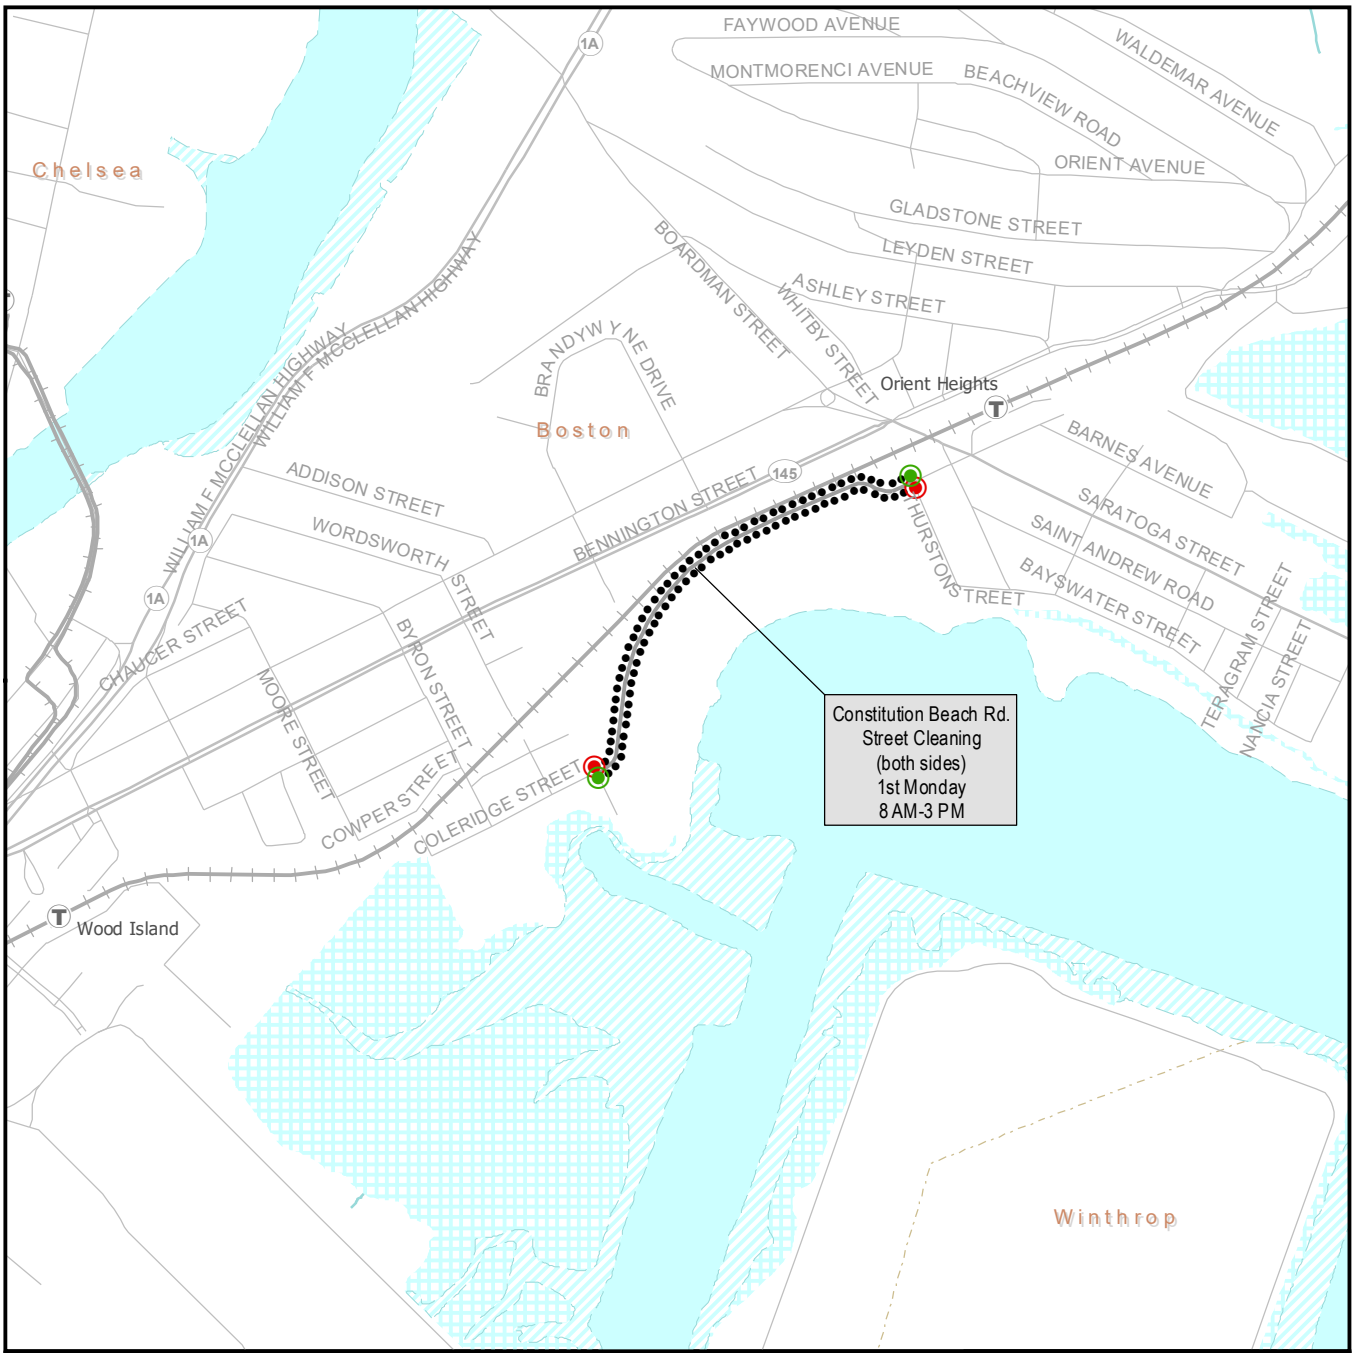 FAYWOOD AVENUE
WALDEMAR AVENUE
1A
MONTMORENCI AVENUE
BEACHVIEW ROAD
Chelsea
ORIENT AVENUE
GLADSTONE STREET
BOARDMAN STREET
LEYDEN STREET
ASHLEY STREET
WHITBY STREET
WILLIAM F MCCLELLAN HIGHWAY
WILLIAM F MCCLELLAN HIGHWAY
BRANDYWYNE DRIVE
Orient Heights
T
Boston
BARNES AVENUE
145
ADDISON STREET
BENNINGTON STREET
SARATOGA STREET
WORDSWORTH STREET
SAINT ANDREW ROAD
1A
THURSTON STREET
BAYSWATER STREET
1A
CHAUCER STREET
BYRON STREET
TERAGRAM STREET
NANCIA STREET
MOORE STREET
Constitution Beach Rd.
Street Cleaning
(both sides)
1st Monday
8 AM-3 PM
COWPER STREET
COLERIDGE STREET
T
Wood Island
Winthrop